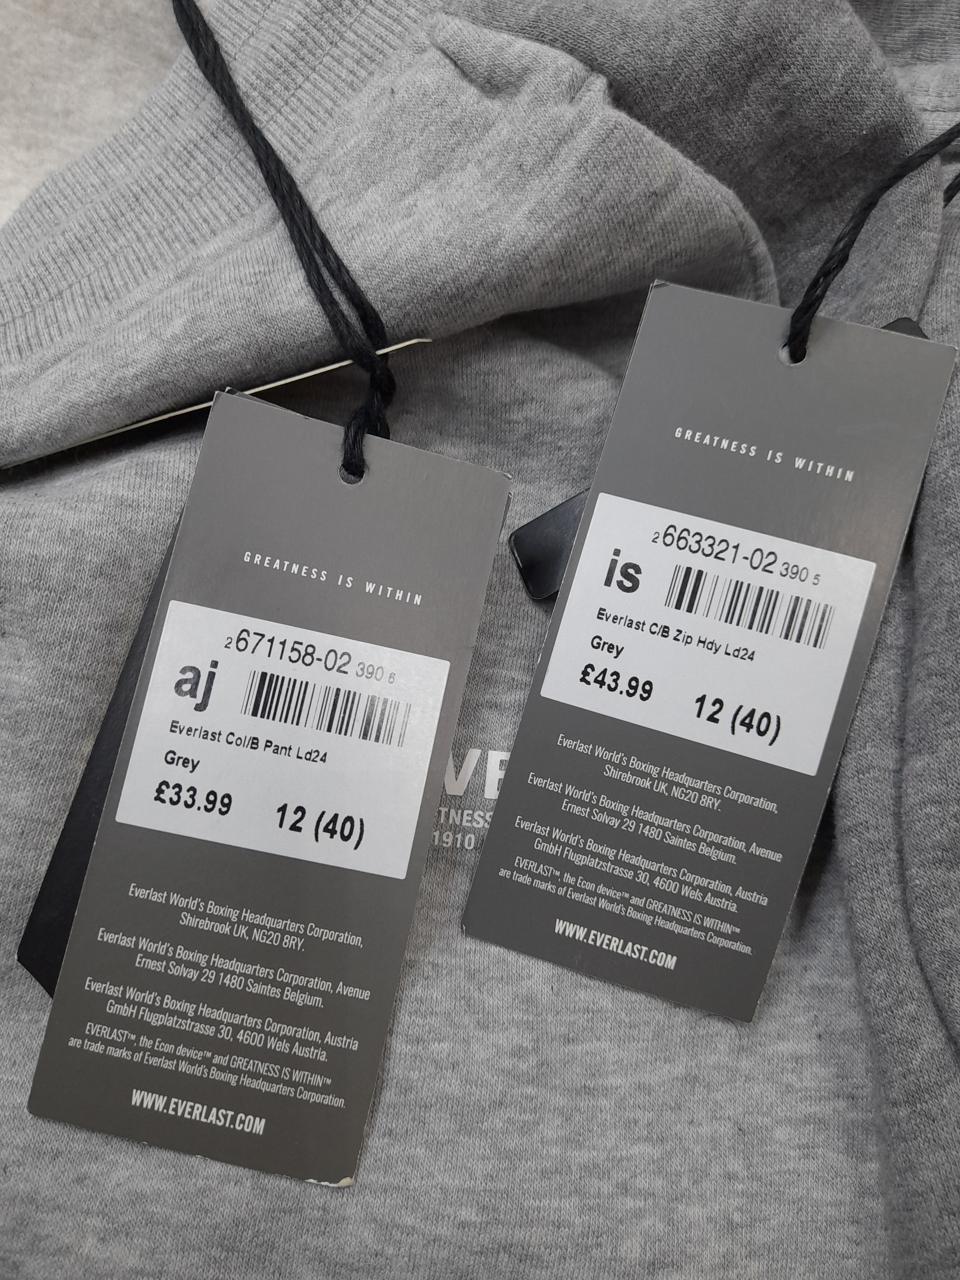 GREATNESS IS WITHIN
2 671158-02 390 6
aj
Everlast Col/B Pant Ld24
Grey
£33.99 12 (40)
Everlast World's Boxing Headquarters Corporation,
Shirebrook UK, NG20 8RY.
Everlast World's Boxing Headquarters Corporation, Avenue
Ernest Solvay 29 1480 Saintes Belgium.
Everlast World's Boxing Headquarters Corporation, Austria
GmbH Flugplatzstrasse 30, 4600 Wels Austria.
EVERLAST™, the Econ device™ and GREATNESS IS WITHIN™
are trade marks of Everlast World's Boxing Headquarters Corporation.
WWW.EVERLAST.COM
GREATNESS IS WITHIN
2 663321-02 390 5
is
Everlast C/B Zip Hdy Ld24
Grey
£43.99 12 (40)
Everlast World's Boxing Headquarters Corporation,
Shirebrook UK, NG20 8RY.
Everlast World's Boxing Headquarters Corporation, Avenue
Ernest Solvay 29 1480 Saintes Belgium.
Everlast World's Boxing Headquarters Corporation, Austria
GmbH Flugplatzstrasse 30, 4600 Wels Austria.
EVERLAST™, the Econ device™ and GREATNESS IS WITHIN™
are trade marks of Everlast World's Boxing Headquarters Corporation.
WWW.EVERLAST.COM
VE
TNESS
1910